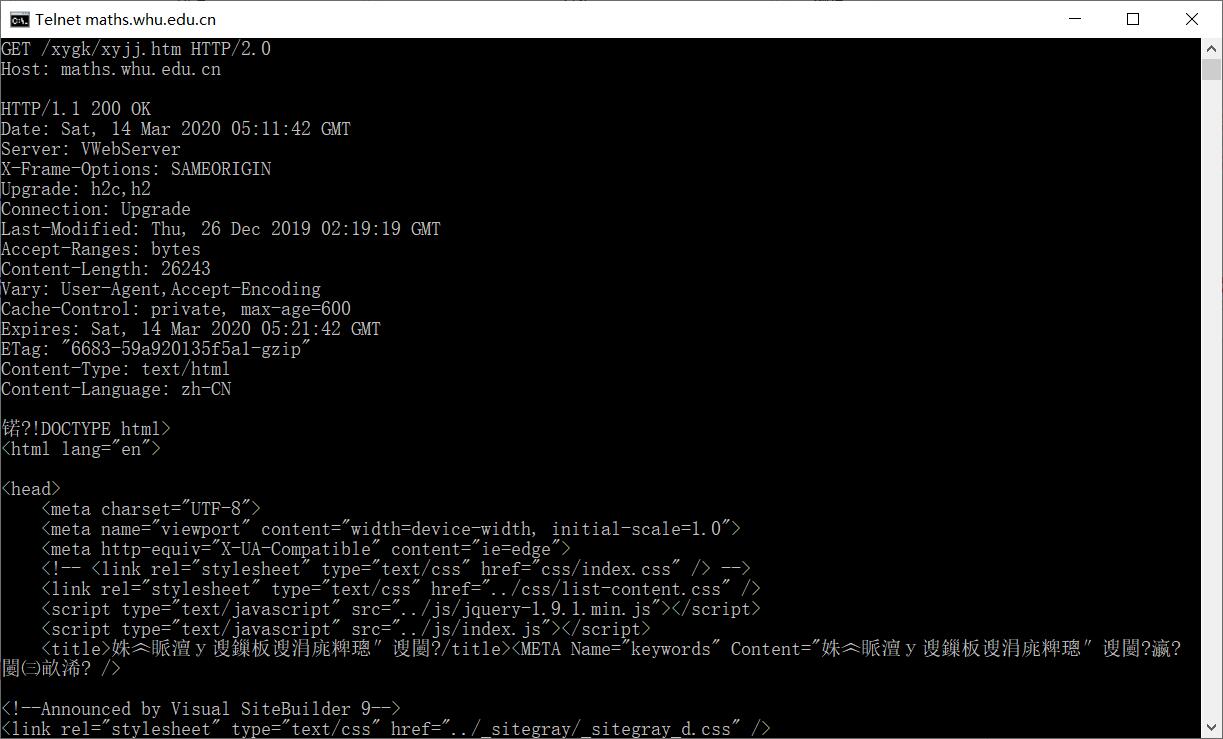 Telnet maths.whu.edu.cn
GET /xygk/xyjj.htm HTTP/2.0
Host: maths.whu.edu.cn
HTTP/1.1 200 OK
Date: Sat, 14 Mar 2020 05:11:42 GMT
Server: VWebServer
X-Frame-Options: SAMEORIGIN
Upgrade: h2c,h2
Connection: Upgrade
Last-Modified: Thu, 26 Dec 2019 02:19:19 GMT
Accept-Ranges: bytes
Content-Length: 26243
Vary: User-Agent,Accept-Encoding
Cache-Control: private, max-age=600
Expires: Sat, 14 Mar 2020 05:21:42 GMT
ETag: "6683-59a920135f5a1-gzip"
Content-Type: text/html
Content-Language: zh-CN
锘?!DOCTYPE html>
<html lang="en">
<head>
<meta charset="UTF-8">
<meta name="viewport" content="width=device-width, initial-scale=1.0">
<meta http-equiv="X-UA-Compatible" content="ie=edge">
<!-- <link rel="stylesheet" type="text/css" href="css/index.css" /> -->
<link rel="stylesheet" type="text/css" href="../css/list-content.css" />
<script type="text/javascript" src="../js/jquery-1.9.1.min.js"></script>
<script type="text/javascript" src="../js/index.js"></script>
<title>姝︽眽澶у谡鏁板谡涓庣粺璁″谡闄?/title><META Name="keywords" Content="姝︽眽澶у谡鏁板谡涓庣粺璁″谡闄?瀛?
闄㈢畝浠? />
<!--Announced by Visual SiteBuilder 9-->
<link rel="stylesheet" type="text/css" href="../_sitegray/_sitegray_d.css" />